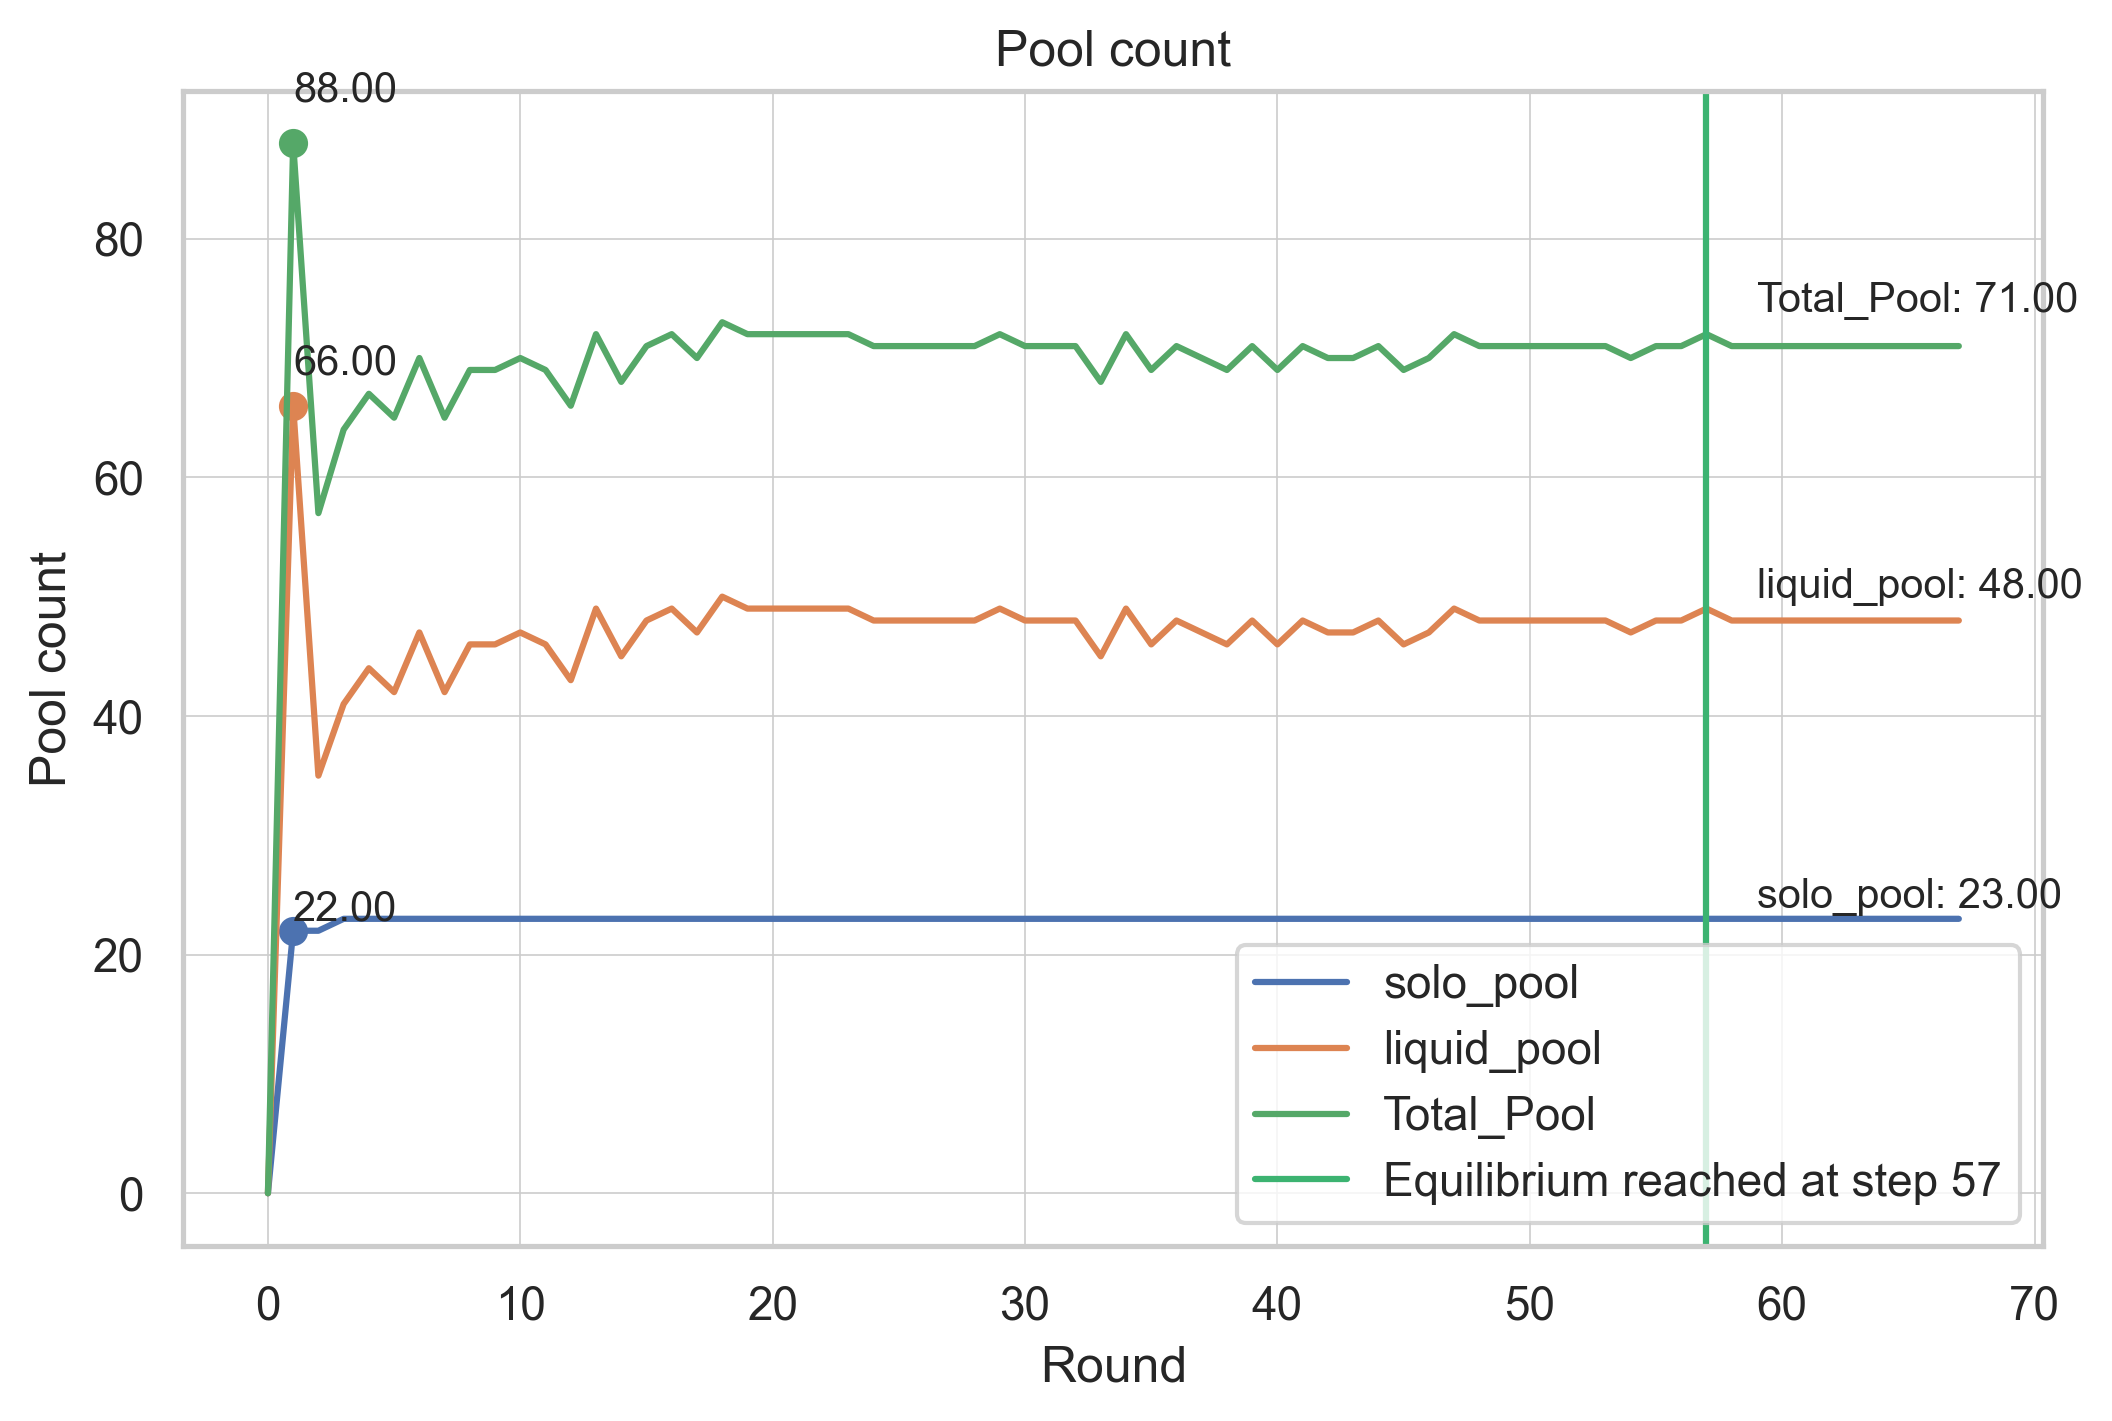 Pool count
88.00
80
Total_Pool: 71.00
66.00
60
liquid_pool: 48.00
Pool count
40
22.00
solo_pool: 23.00
20
solo_pool
liquid_pool
Total_Pool
Equilibrium reached at step 57
0
0 10 20 30 40 50 60 70
Round